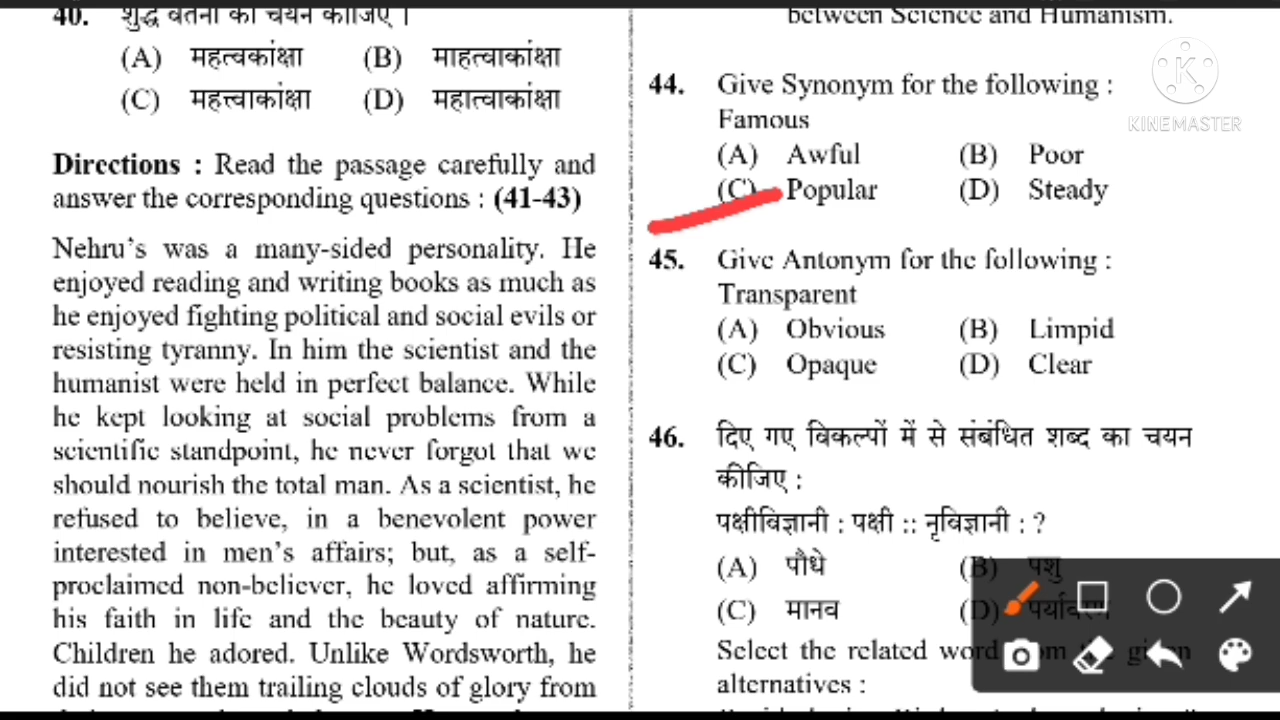 40. शुद्ध वर्तनी का चयन कीजिए ।
(A) महत्वकांक्षा (B) माहत्वाकांक्षा
(C) महत्त्वाकांक्षा (D) महात्वाकांक्षा
Directions : Read the passage carefully and
answer the corresponding questions : (41-43)
Nehru's was a many-sided personality. He
enjoyed reading and writing books as much as
he enjoyed fighting political and social evils or
resisting tyranny. In him the scientist and the
humanist were held in perfect balance. While
he kept looking at social problems from a
scientific standpoint, he never forgot that we
should nourish the total man. As a scientist, he
refused to believe, in a benevolent power
interested in men's affairs; but, as a self-
proclaimed non-believer, he loved affirming
his faith in life and the beauty of nature.
Children he adored. Unlike Wordsworth, he
did not see them trailing clouds of glory from
between Science and Humanism.
44. Give Synonym for the following :
Famous
(A) Awful (B) Poor
(C) Popular (D) Steady
45. Give Antonym for the following :
Transparent
(A) Obvious (B) Limpid
(C) Opaque (D) Clear
46. दिए गए विकल्पों में से संबंधित शब्द का चयन
कीजिए :
पक्षीविज्ञानी : पक्षी :: नृविज्ञानी : ?
(A) पौधे (B) पशु
(C) मानव (D) पर्यावरण
Select the related word from the given
alternatives :
KINEMASTER